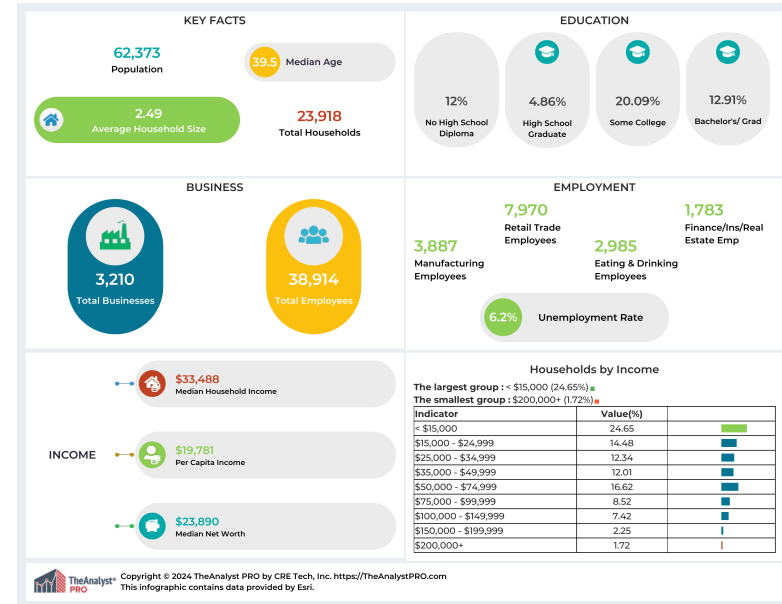 KEY FACTS
62,373
Population
39.5 Median Age
2.49
Average Household Size
23,918
Total Households
EDUCATION
12%
No High School
Diploma
4.86%
High School
Graduate
20.09%
Some College
12.91%
Bachelor's/ Grad
BUSINESS
3,210
Total Businesses
38,914
Total Employees
EMPLOYMENT
3,887
Manufacturing
Employees
7,970
Retail Trade
Employees
2,985
Eating & Drinking
Employees
1,783
Finance/Ins/Real
Estate Emp
6.2% Unemployment Rate
INCOME
$33,488
Median Household Income
$19,781
Per Capita Income
$23,890
Median Net Worth
Households by Income
The largest group : < $15,000 (24.65%)
The smallest group : $200,000+ (1.72%)
Indicator Value(%)
< $15,000 24.65
$15,000 - $24,999 14.48
$25,000 - $34,999 12.34
$35,000 - $49,999 12.01
$50,000 - $74,999 16.62
$75,000 - $99,999 8.52
$100,000 - $149,999 7.42
$150,000 - $199,999 2.25
$200,000+ 1.72
TheAnalyst®
PRO
Copyright © 2024 TheAnalyst PRO by CRE Tech, Inc. https://TheAnalystPRO.com
This infographic contains data provided by Esri.